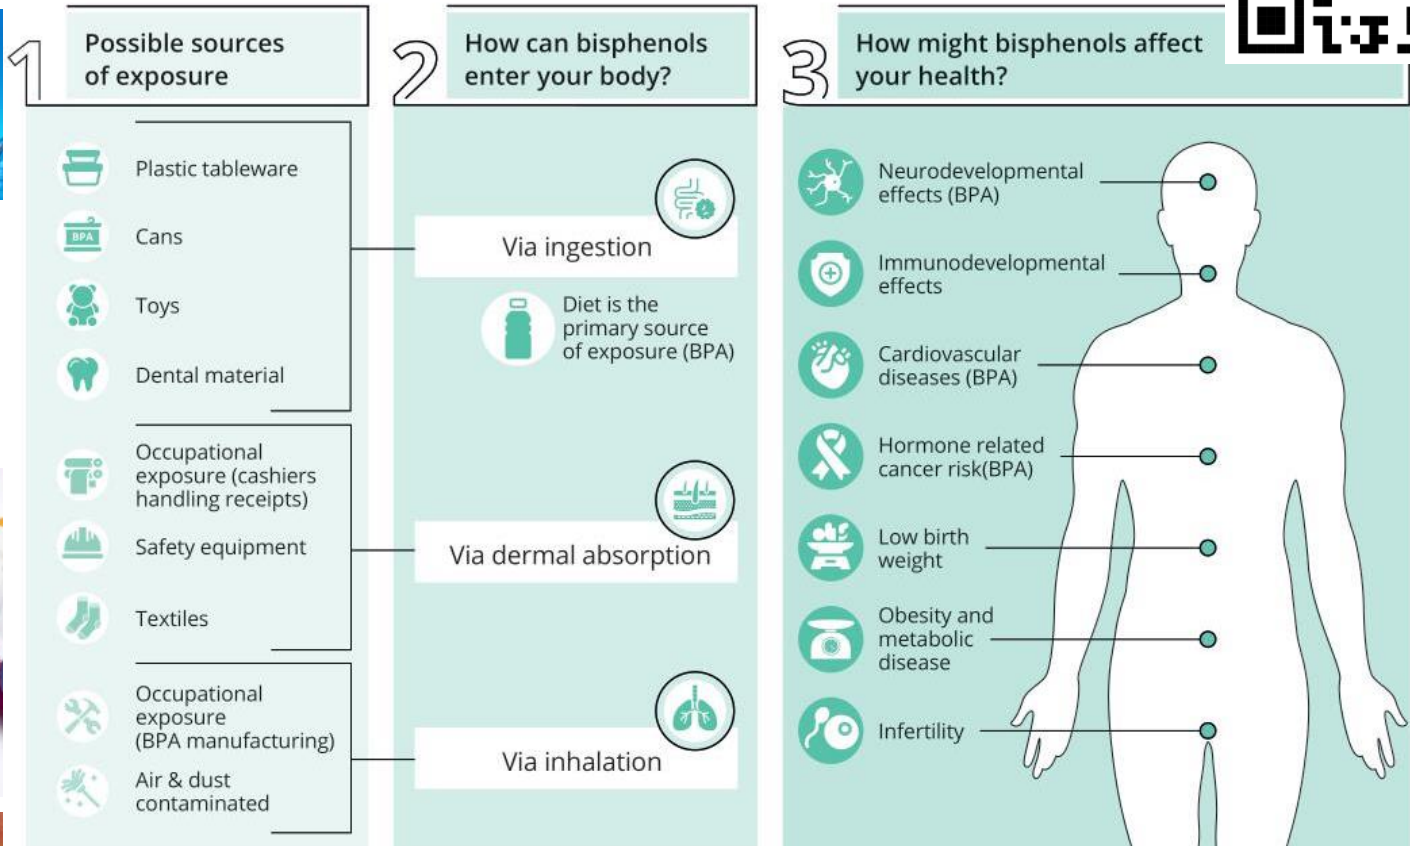 1
Possible sources
of exposure
Plastic tableware
BPA
Cans
Toys
Dental material
Occupational
exposure (cashiers
handling receipts)
Safety equipment
Textiles
Occupational
exposure
(BPA manufacturing)
Air & dust
contaminated
2
How can bisphenols
enter your body?
Via ingestion
Diet is the
primary source
of exposure (BPA)
Via dermal absorption
Via inhalation
3
How might bisphenols affect
your health?
Neurodevelopmental
effects (BPA)
Immunodevelopmental
effects
Cardiovascular
diseases (BPA)
Hormone related
cancer risk(BPA)
Low birth
weight
Obesity and
metabolic
disease
Infertility